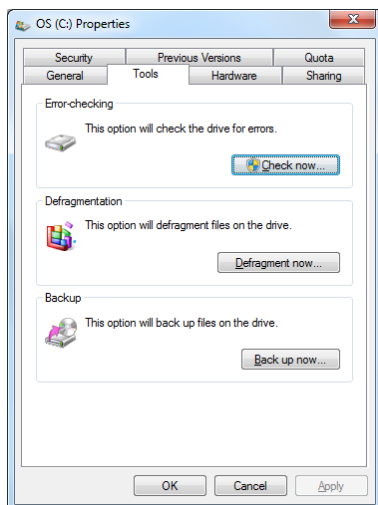 OS (C:) Properties
Security Previous Versions Quota
General Tools Hardware Sharing
Error-checking
This option will check the drive for errors.
Check now...
Defragmentation
This option will defragment files on the drive.
Defragment now...
Backup
This option will back up files on the drive.
Back up now...
OK Cancel Apply